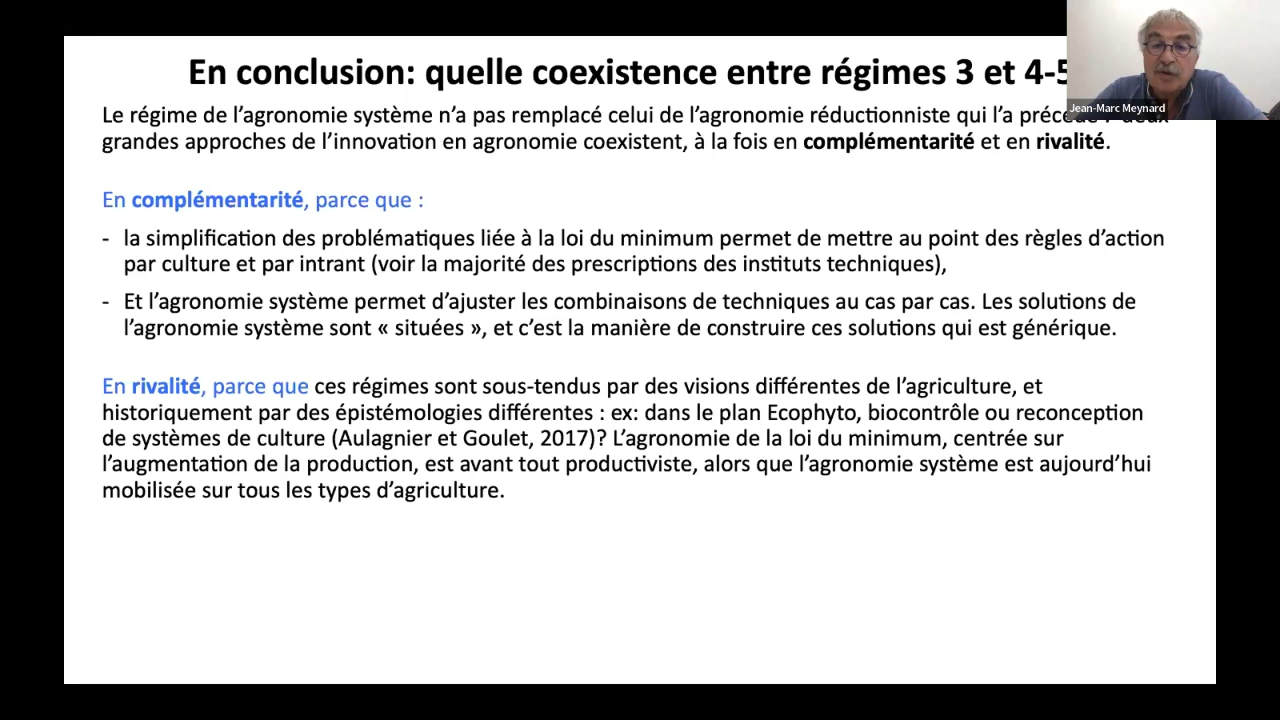 En conclusion: quelle coexistence entre régimes 3 et 4-5
Jean-Marc Meynard
Le régime de l’agronomie système n’a pas remplacé celui de l’agronomie réductionniste qui l’a
grandes approches de l’innovation en agronomie coexistent, à la fois en complémentarité et en rivalité.
En complémentarité, parce que :
- la simplification des problématiques liée à la loi du minimum permet de mettre au point des règles d’action
par culture et par intrant (voir la majorité des prescriptions des instituts techniques),
- Et l’agronomie système permet d’ajuster les combinaisons de techniques au cas par cas. Les solutions de
l’agronomie système sont « situées », et c’est la manière de construire ces solutions qui est générique.
En rivalité, parce que ces régimes sont sous-tendus par des visions différentes de l’agriculture, et
historiquement par des épistémologies différentes : ex: dans le plan Ecophyto, biocontrôle ou reconception
de systèmes de culture (Aulagnier et Goulet, 2017)? L’agronomie de la loi du minimum, centrée sur
l’augmentation de la production, est avant tout productiviste, alors que l’agronomie système est aujourd’hui
mobilisée sur tous les types d’agriculture.